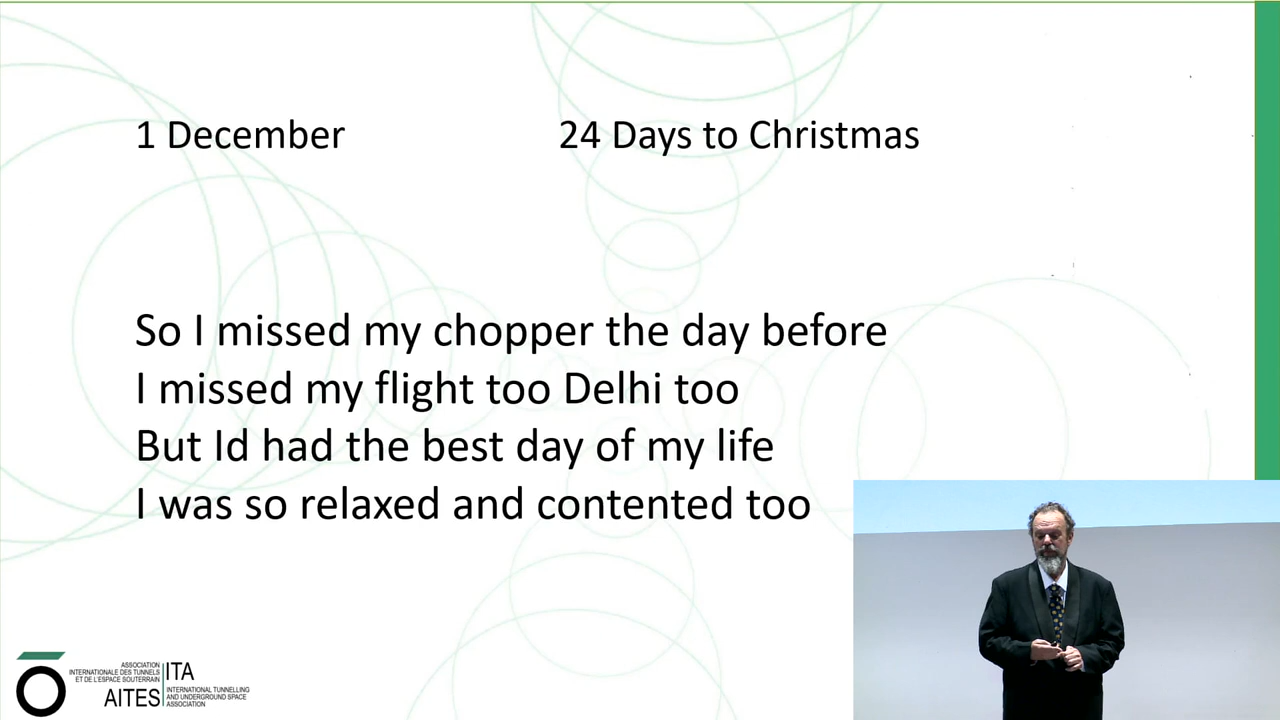 1 December 24 Days to Christmas
So I missed my chopper the day before
I missed my flight too Delhi too
But Id had the best day of my life
I was so relaxed and contented too
ASSOCIATION
INTERNATIONALE DES TUNNELS
ET DE L'ESPACE SOUTERRAIN
AITES
ITA
INTERNATIONAL TUNNELLING
AND UNDERGROUND SPACE
ASSOCIATION